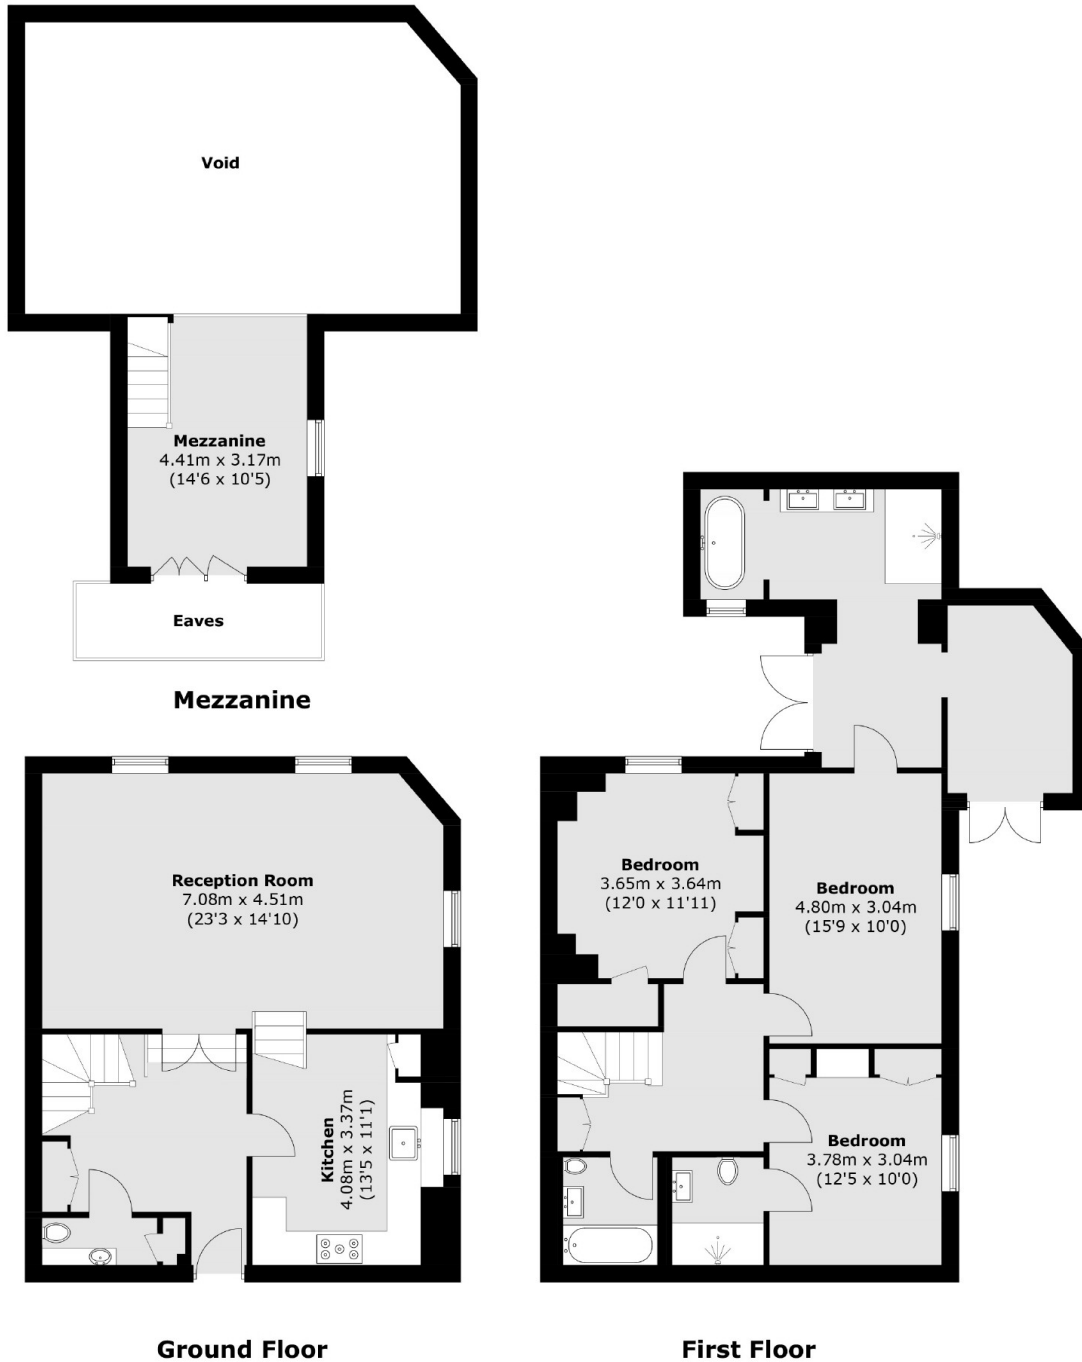 Void
Mezzanine
4.41m x 3.17m
(14'6 x 10'5)
Eaves
Mezzanine
Reception Room
7.08m x 4.51m
(23'3 x 14'10)
Kitchen
4.08m x 3.37m
(13'5 x 11'1)
Ground Floor
Bedroom
3.65m x 3.64m
(12'0 x 11'11)
Bedroom
4.80m x 3.04m
(15'9 x 10'0)
Bedroom
3.78m x 3.04m
(12'5 x 10'0)
First Floor